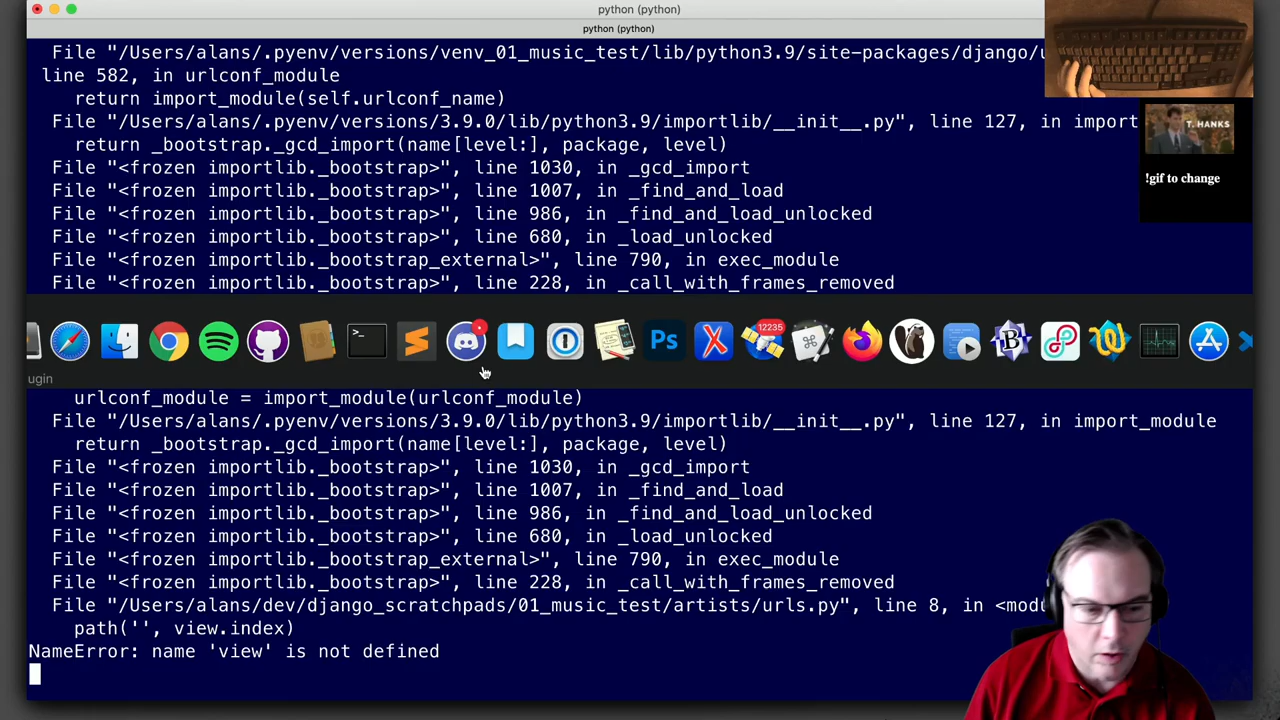 python (python)
python (python)
File "/Users/alans/.pyenv/versions/venv_01_music_test/lib/python3.9/site-packages/django/u
line 582, in urlconf_module
return import_module(self.urlconf_name)
File "/Users/alans/.pyenv/versions/3.9.0/lib/python3.9/importlib/__init__.py", line 127, in import
return _bootstrap._gcd_import(name[level:], package, level)
File "<frozen importlib._bootstrap>", line 1030, in _gcd_import
File "<frozen importlib._bootstrap>", line 1007, in _find_and_load
File "<frozen importlib._bootstrap>", line 986, in _find_and_load_unlocked
File "<frozen importlib._bootstrap>", line 680, in _load_unlocked
File "<frozen importlib._bootstrap_external>", line 790, in exec_module
File "<frozen importlib._bootstrap>", line 228, in _call_with_frames_removed
T. HANKS
!gif to change
>_
Ps
12235
ugin
urlconf_module = import_module(urlconf_module)
File "/Users/alans/.pyenv/versions/3.9.0/lib/python3.9/importlib/__init__.py", line 127, in import_module
return _bootstrap._gcd_import(name[level:], package, level)
File "<frozen importlib._bootstrap>", line 1030, in _gcd_import
File "<frozen importlib._bootstrap>", line 1007, in _find_and_load
File "<frozen importlib._bootstrap>", line 986, in _find_and_load_unlocked
File "<frozen importlib._bootstrap>", line 680, in _load_unlocked
File "<frozen importlib._bootstrap_external>", line 790, in exec_module
File "<frozen importlib._bootstrap>", line 228, in _call_with_frames_removed
File "/Users/alans/dev/django_scratchpads/01_music_test/artists/urls.py", line 8, in <modu
path('', view.index)
NameError: name 'view' is not defined